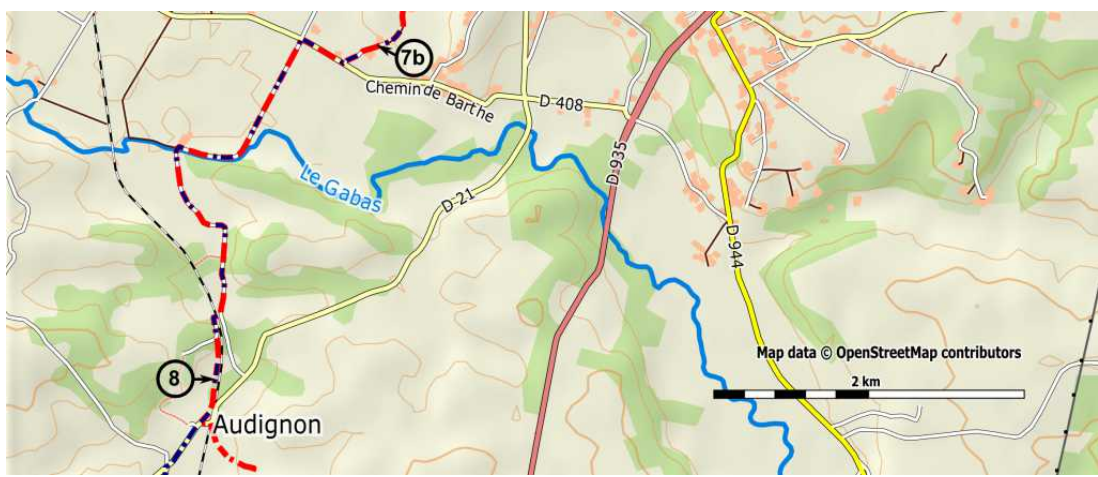 7b
Chemin de Barthe
D 408
D 935
Le Gabas
D 21
D 944
Map data © OpenStreetMap contributors
8
2 km
Audignon